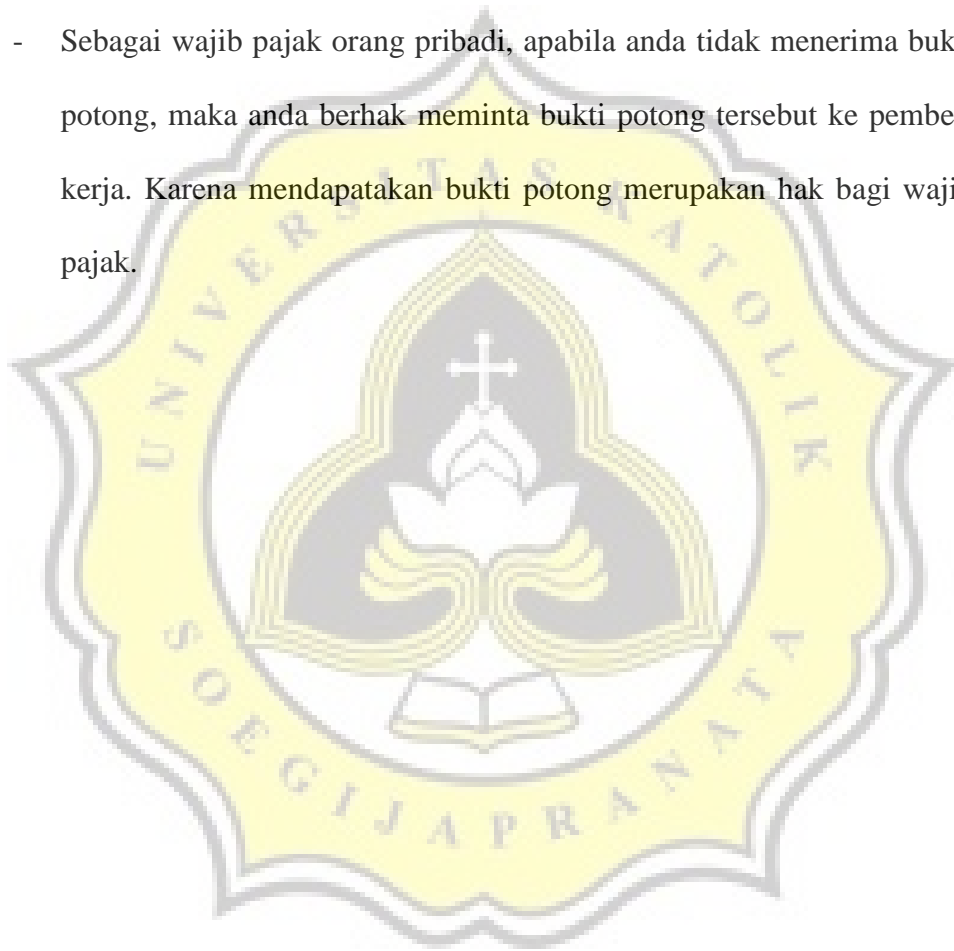 - Sebagai wajib pajak orang pribadi, apabila anda tidak menerima buk
potong, maka anda berhak meminta bukti potong tersebut ke pembe
kerja. Karena mendapatakan bukti potong merupakan hak bagi waji
pajak.
UNIVERSITAS KATOLIK
SOEGIJAPRANATA